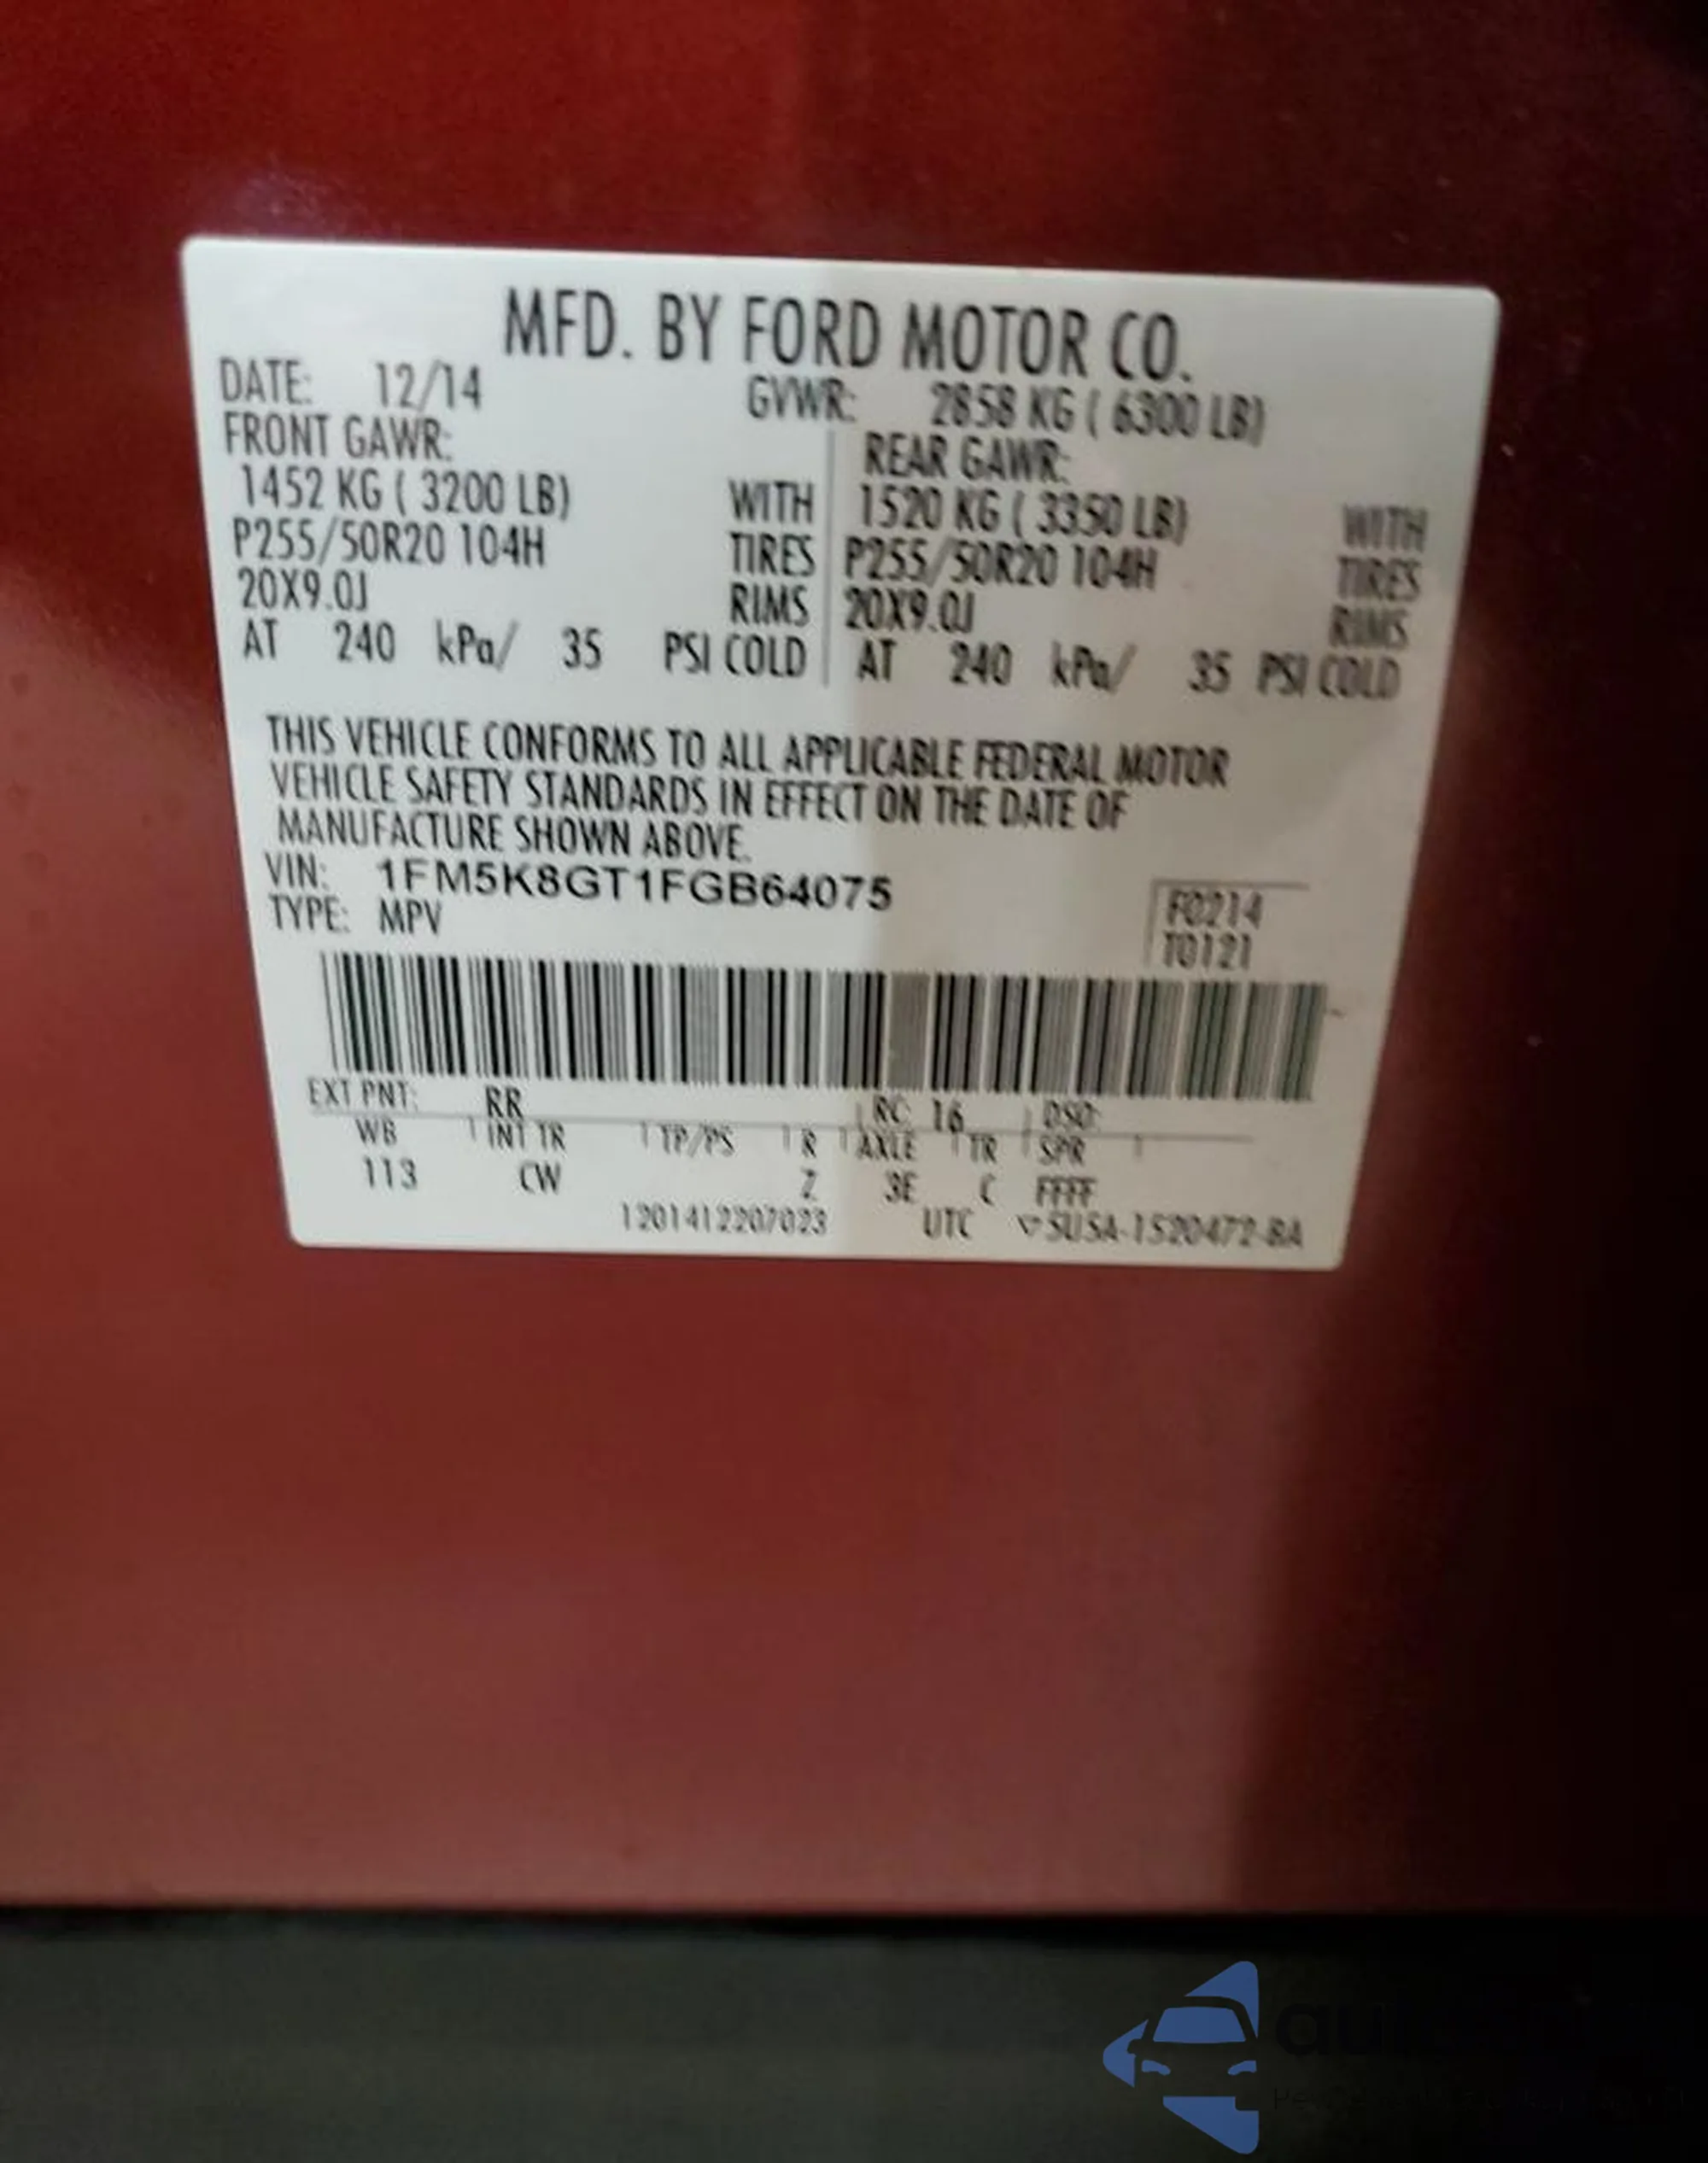 MFD. BY FORD MOTOR CO.
DATE: 12/14 GVWR: 2858 KG ( 6300 LB)
FRONT GAWR: REAR GAWR:
1452 KG ( 3200 LB) WITH 1520 KG ( 3350 LB) WITH
P255/50R20 104H TIRES P255/50R20 104H TIRES
20X9.0J RIMS 20X9.0J RIMS
AT 240 kPa/ 35 PSI COLD AT 240 kPa/ 35 PSI COLD
THIS VEHICLE CONFORMS TO ALL APPLICABLE FEDERAL MOTOR
VEHICLE SAFETY STANDARDS IN EFFECT ON THE DATE OF
MANUFACTURE SHOWN ABOVE.
VIN: 1FM5K8GT1FGB64075
TYPE: MPV
F0214
T0121
EXT PNT: RR RC: 16 DSO:
WB INT TR TP/PS R AXLE TR SPR
113 CW Z 3E C FFFF
1201412207023 UTC ▽5U5A-1520472-BA